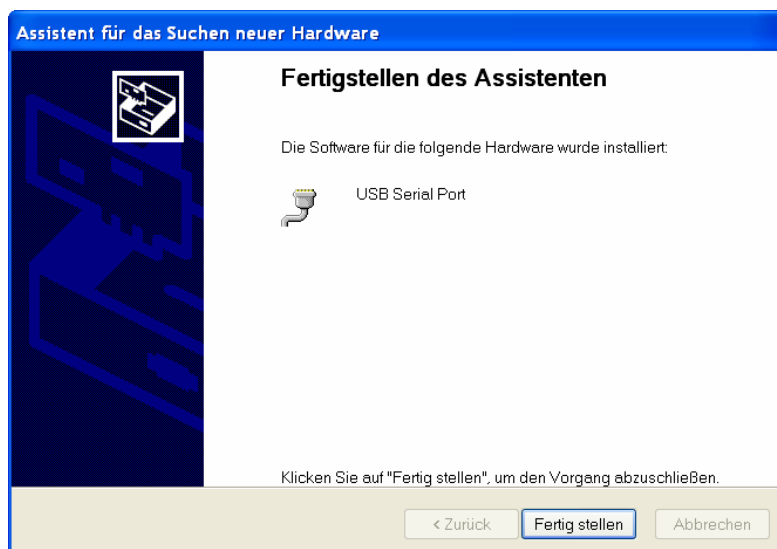 Assistent für das Suchen neuer Hardware
Fertigstellen des Assistenten
Die Software für die folgende Hardware wurde installiert:
USB Serial Port
Klicken Sie auf "Fertig stellen", um den Vorgang abzuschließen.
< Zurück Fertig stellen Abbrechen